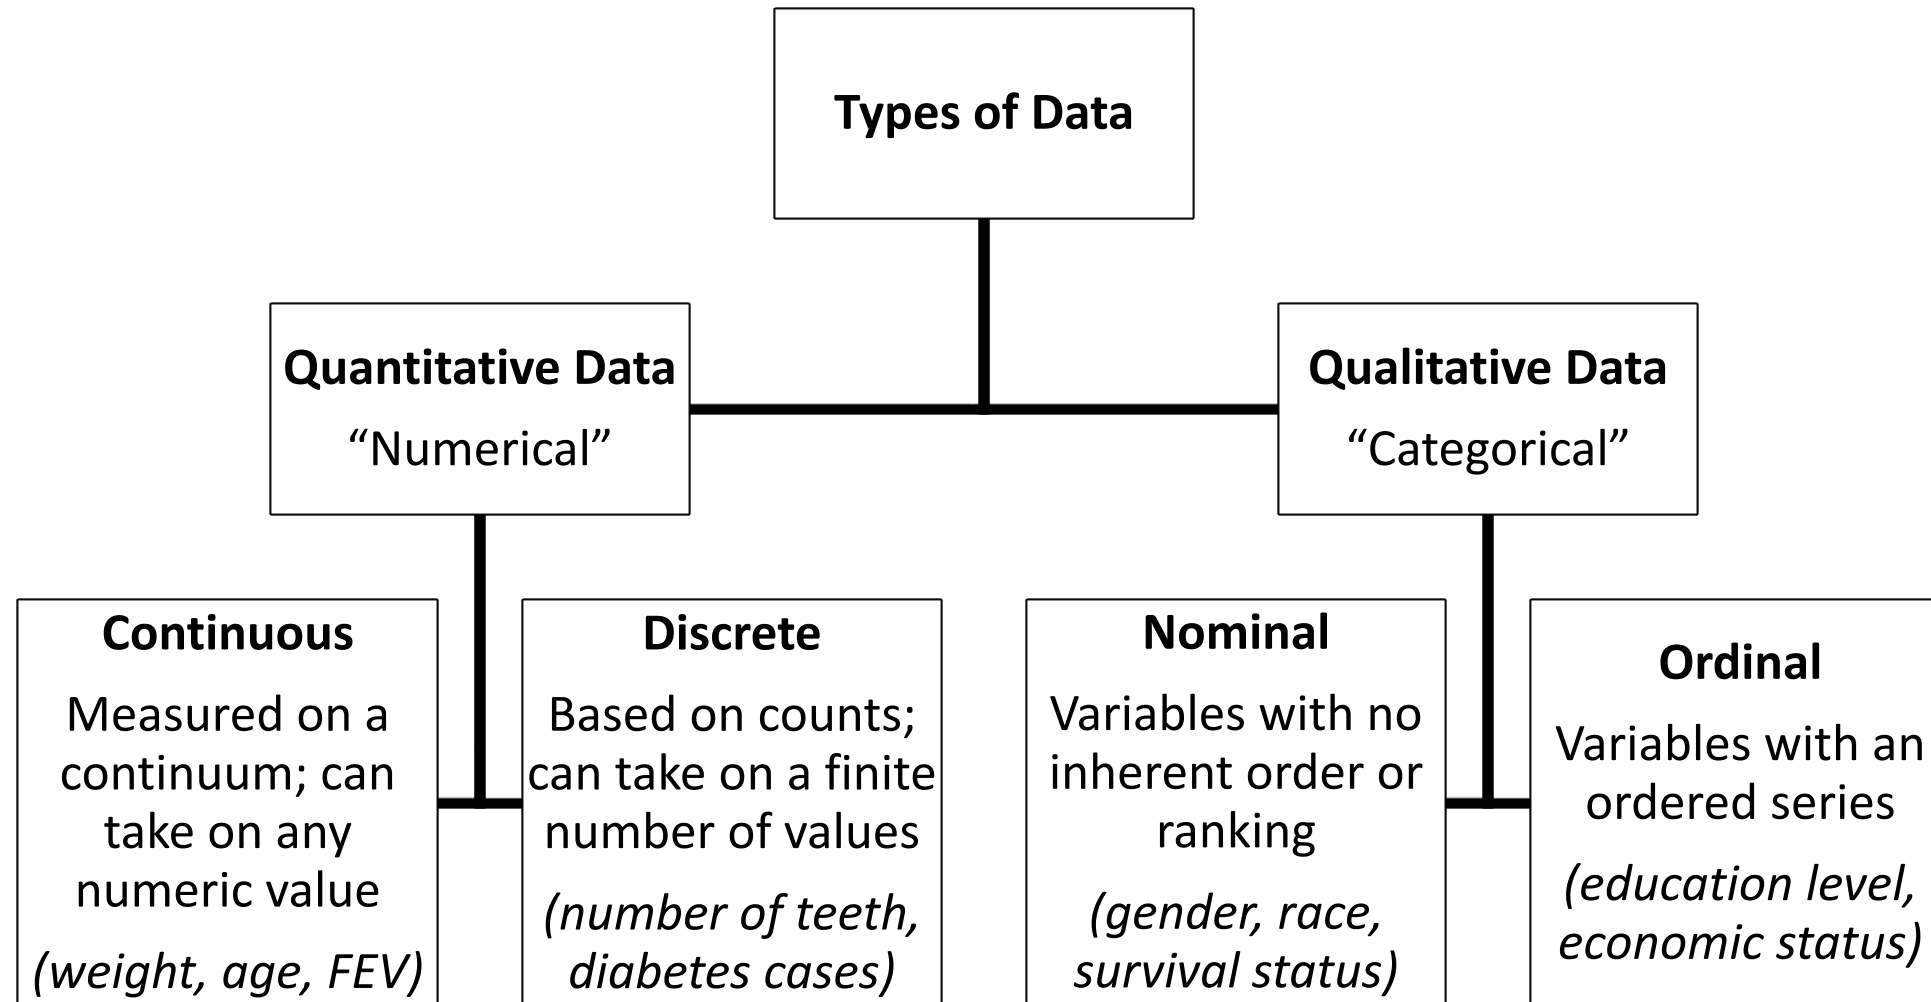 Types of Data
Quantitative Data
“Numerical”
Qualitative Data
“Categorical”
Continuous
Measured on a
continuum; can
take on any
numeric value
(weight, age, FEV)
Discrete
Based on counts;
can take on a finite
number of values
(number of teeth,
diabetes cases)
Nominal
Variables with no
inherent order or
ranking
(gender, race,
survival status)
Ordinal
Variables with an
ordered series
(education level,
economic status)